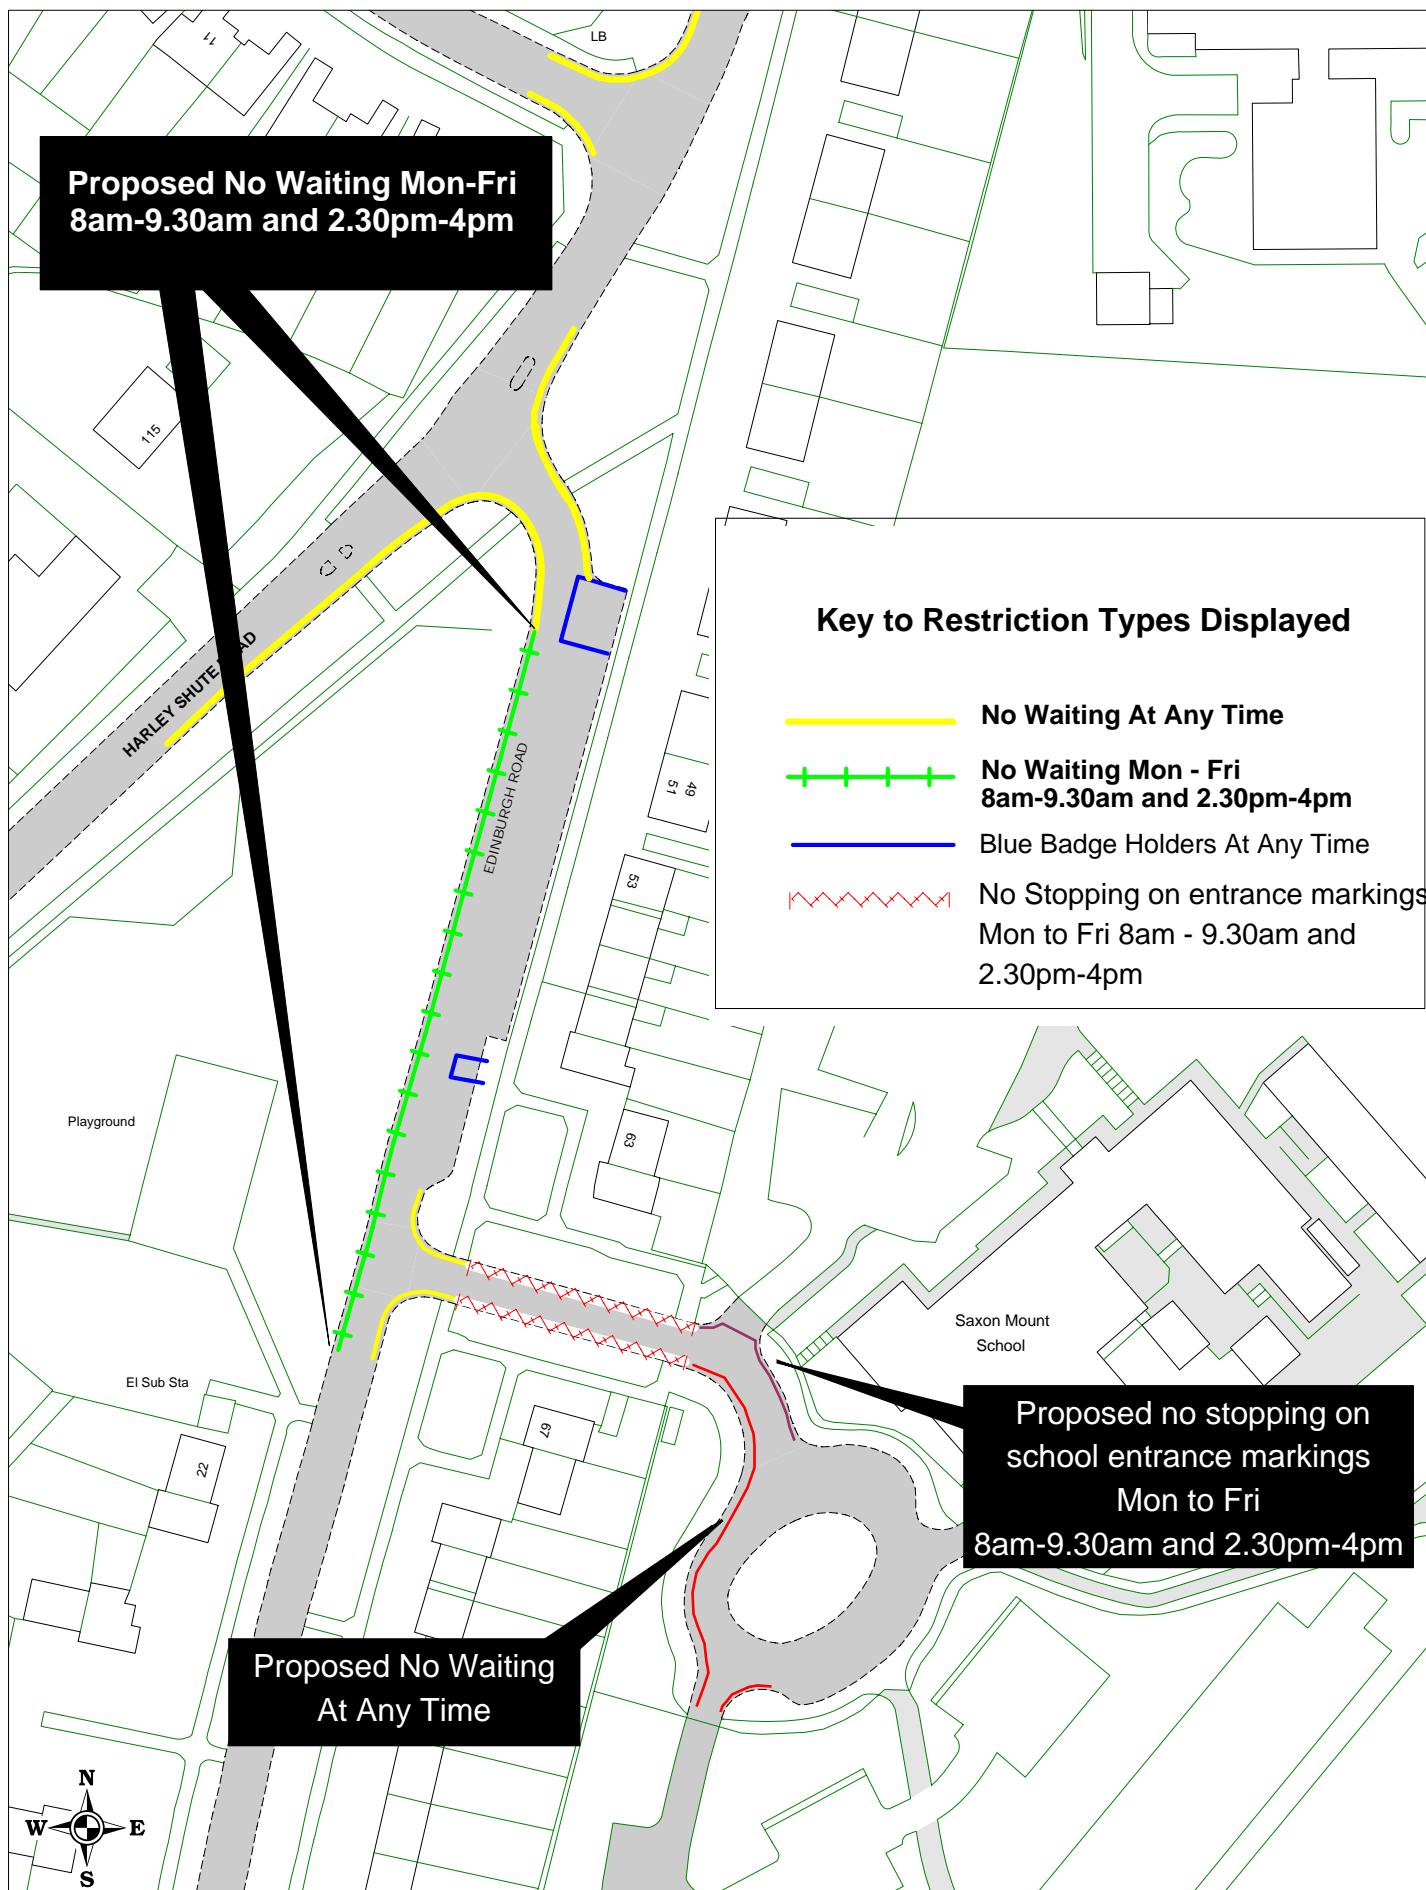 11
LB
Proposed No Waiting Mon-Fri
8am-9.30am and 2.30pm-4pm
115
HARLEY SHUTE ROAD
EDINBURGH ROAD
Key to Restriction Types Displayed
No Waiting At Any Time
No Waiting Mon - Fri
8am-9.30am and 2.30pm-4pm
Blue Badge Holders At Any Time
No Stopping on entrance markings
Mon to Fri 8am - 9.30am and
2.30pm-4pm
49
51
53
63
Playground
Saxon Mount
School
El Sub Sta
22
67
Proposed no stopping on
school entrance markings
Mon to Fri
8am-9.30am and 2.30pm-4pm
Proposed No Waiting
At Any Time
N
W E
S